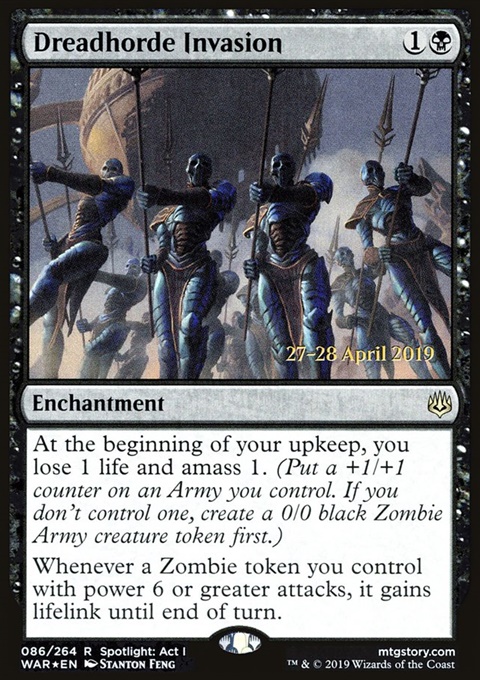 Dreadhorde Invasion 1
27–28 April 2019
Enchantment
At the beginning of your upkeep, you
lose 1 life and amass 1. (Put a +1/+1
counter on an Army you control. If you
don't control one, create a 0/0 black Zombie
Army creature token first.)
Whenever a Zombie token you control
with power 6 or greater attacks, it gains
lifelink until end of turn.
086/264 R Spotlight: Act I
mtgstory.com
WAR★EN Stanton Feng
™ & © 2019 Wizards of the Coast